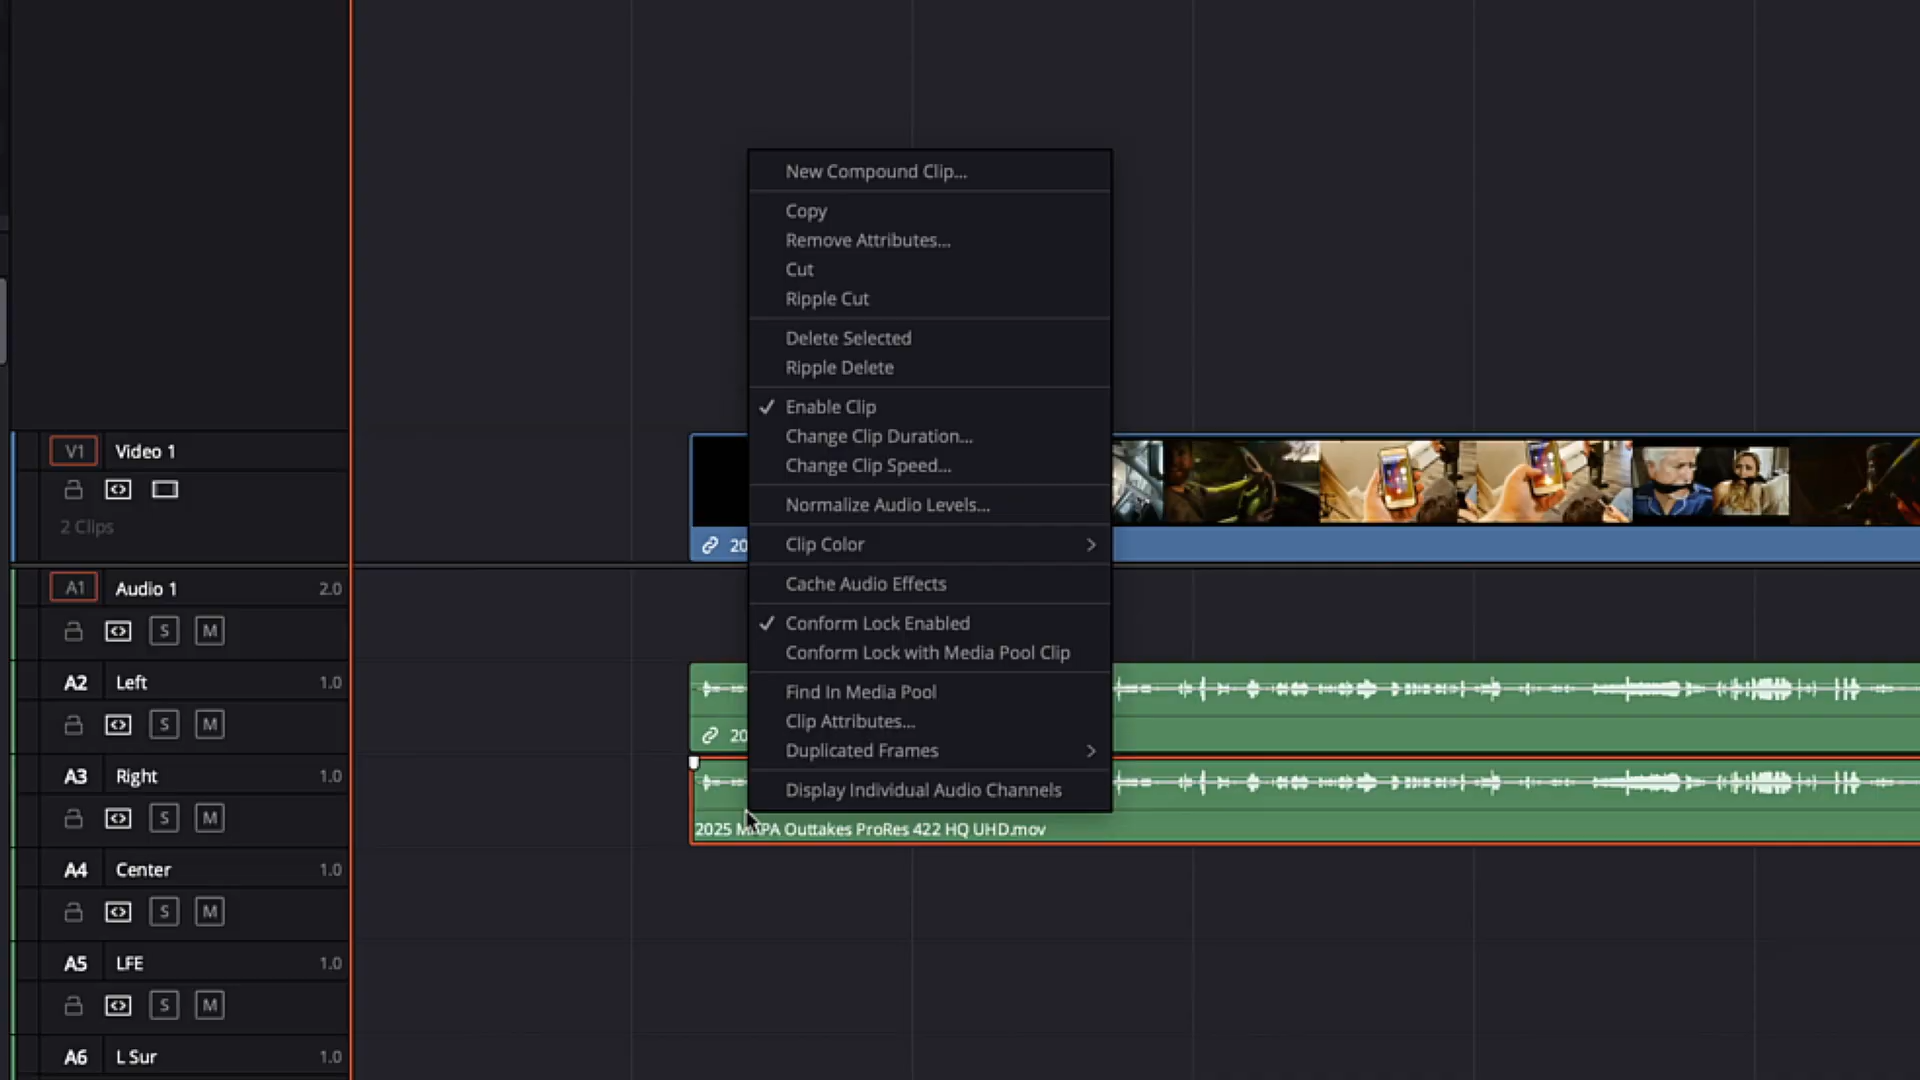 New Compound Clip...
Copy
Remove Attributes...
Cut
Ripple Cut
Delete Selected
Ripple Delete
Enable Clip
Change Clip Duration...
Change Clip Speed...
Normalize Audio Levels...
Clip Color
Cache Audio Effects
Conform Lock Enabled
Conform Lock with Media Pool Clip
Find In Media Pool
Clip Attributes...
Duplicated Frames
Display Individual Audio Channels
V1 Video 1
2 Clips
20
A1 Audio 1 2.0
S M
A2 Left 1.0
S M
20
A3 Right 1.0
S M
2025 MAPA Outtakes ProRes 422 HQ UHD.mov
A4 Center 1.0
S M
A5 LFE 1.0
S M
A6 L Sur 1.0